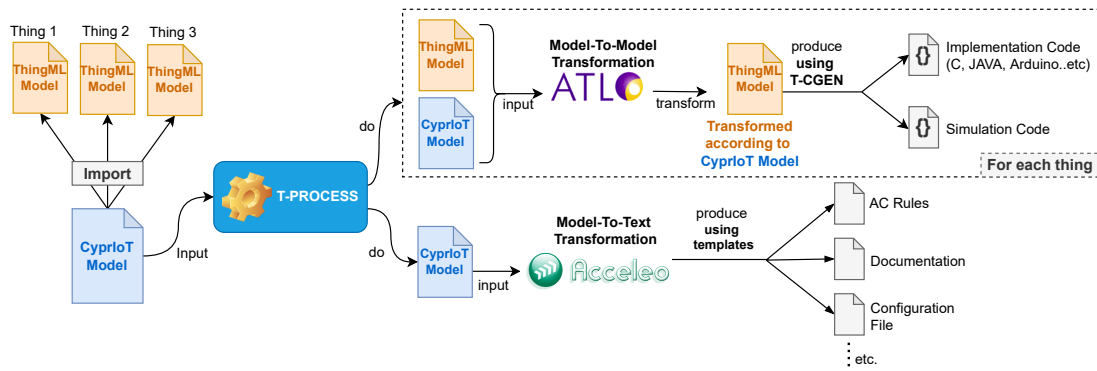 Thing 1
Thing 2
Thing 3
ThingML
Model
ThingML
Model
ThingML
Model
Import
CyprIoT
Model
Input
T-PROCESS
do
do
ThingML
Model
CyprIoT
Model
input
Model-To-Model
Transformation
ATL
transform
ThingML
Model
Transformed
according to
CyprIoT Model
produce
using
T-CGEN
{}
Implementation Code
(C, JAVA, Arduino..etc)
{}
Simulation Code
For each thing
CyprIoT
Model
input
Model-To-Text
Transformation
Acceleo
produce
using
templates
AC Rules
Documentation
Configuration
File
etc.